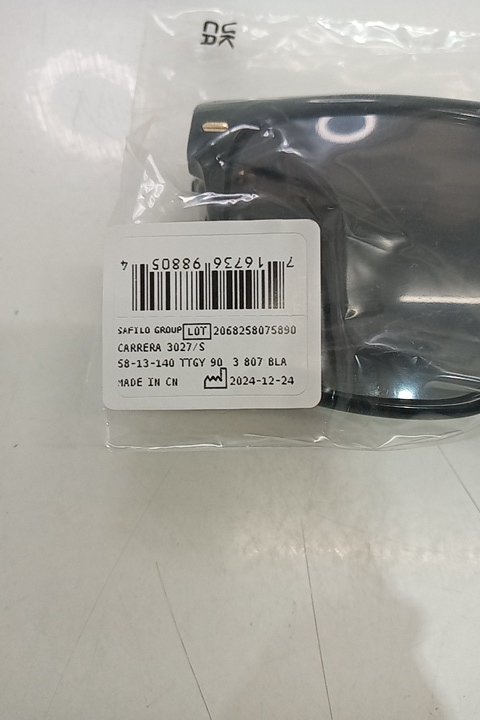 UK
CA
7 16736 98805 4
SAFILO GROUP LOT 2068258075890
CARRERA 3027/S
58-13-140 TTGY 90 3 807 BLA
MADE IN CN 2024-12-24